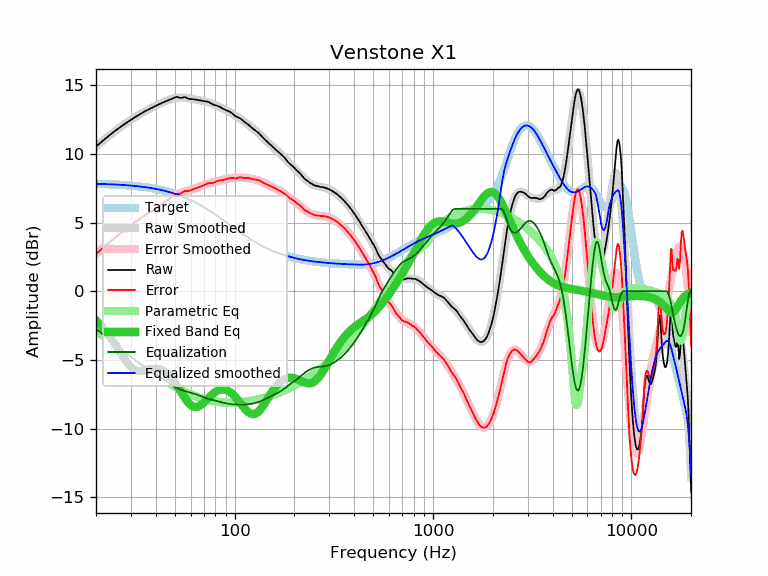 Venstone X1
15
10
5
0
−5
−10
−15
Amplitude (dBr)
Target
Raw Smoothed
Error Smoothed
Raw
Error
Parametric Eq
Fixed Band Eq
Equalization
Equalized smoothed
100
1000
10000
Frequency (Hz)